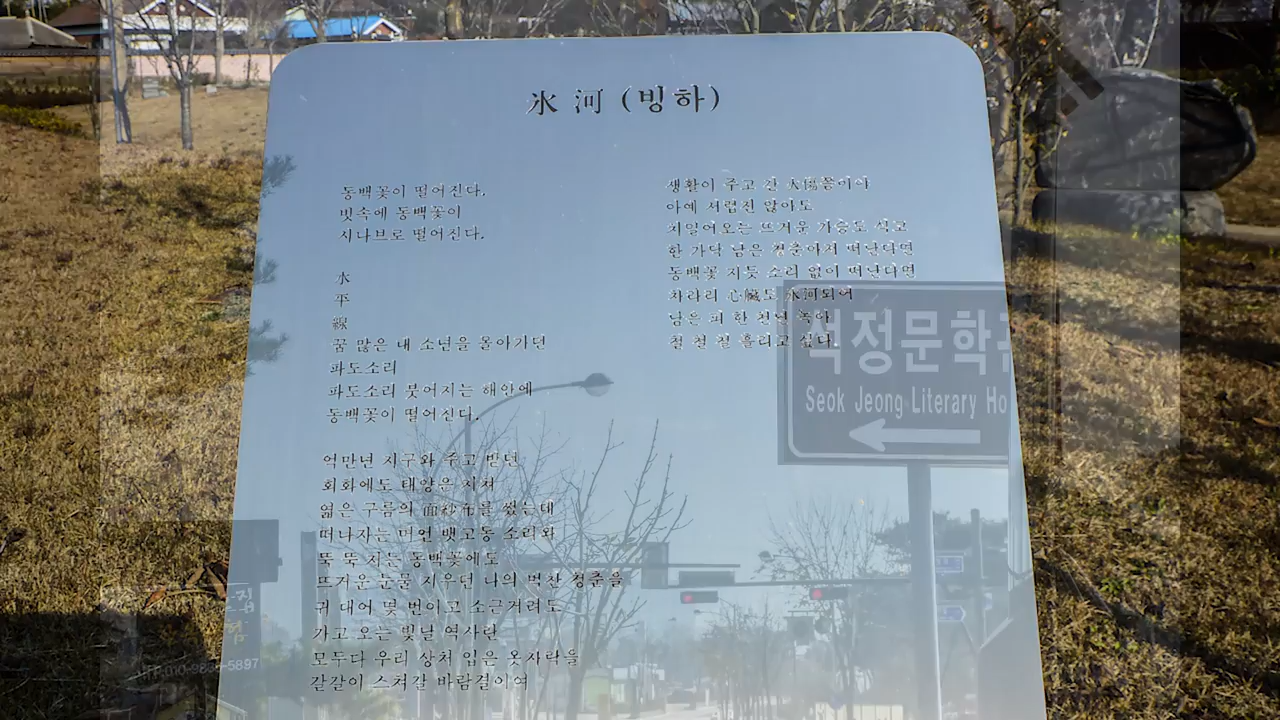 氷 河 (빙하)
동백꽃이 떨어진다.
빗속에 동백꽃이
시나브로 떨어진다.
水
平
線
꿈 많은 내 소년을 몰아가던
파도소리
파도소리 붓어지는 해안에
동백꽃이 떨어진다.
억만년 지구와 주고 받던
회화에도 태양은 지쳐
엷은 구름의 面紗布를 썼는데
떠나자는 머언 뱃고동 소리와
뚝 뚝 지는 동백꽃에도
뜨거운 눈물 지우던 나의 벅찬 청춘을
귀 대어 몇 번이고 소근거려도
가고 오는 빛날 역사란
모두다 우리 상처 입은 옷자락을
갈갈이 스쳐갈 바람결이여
생활이 주고 간 火傷쯤이야
아예 서럽진 않아도
치밀어오는 뜨거운 가슴도 식고
한 가닥 남은 청춘마저 떠난다면
동백꽃 지듯 소리 없이 떠난다면
차라리 心臟도 氷河되어
남은 피 한 천년 녹아
철 철 철 흘리고 싶다.
석정문학관
Seok Jeong Literary Ho